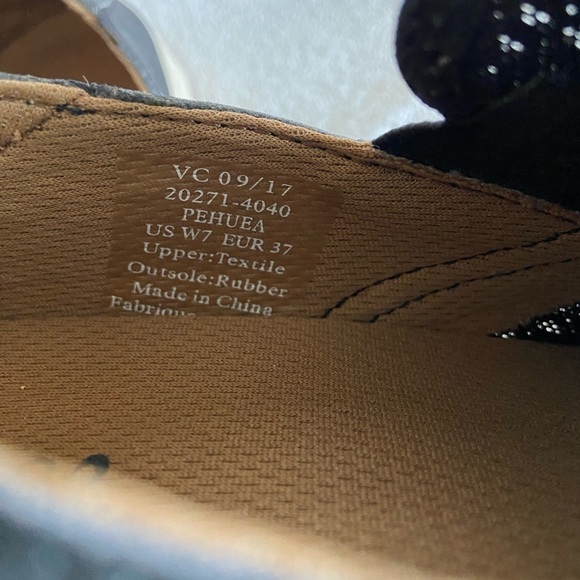 VC 09/17
20271-4040
PEHUEA
US W7 EUR 37
Upper:Textile
Outsole:Rubber
Made in China